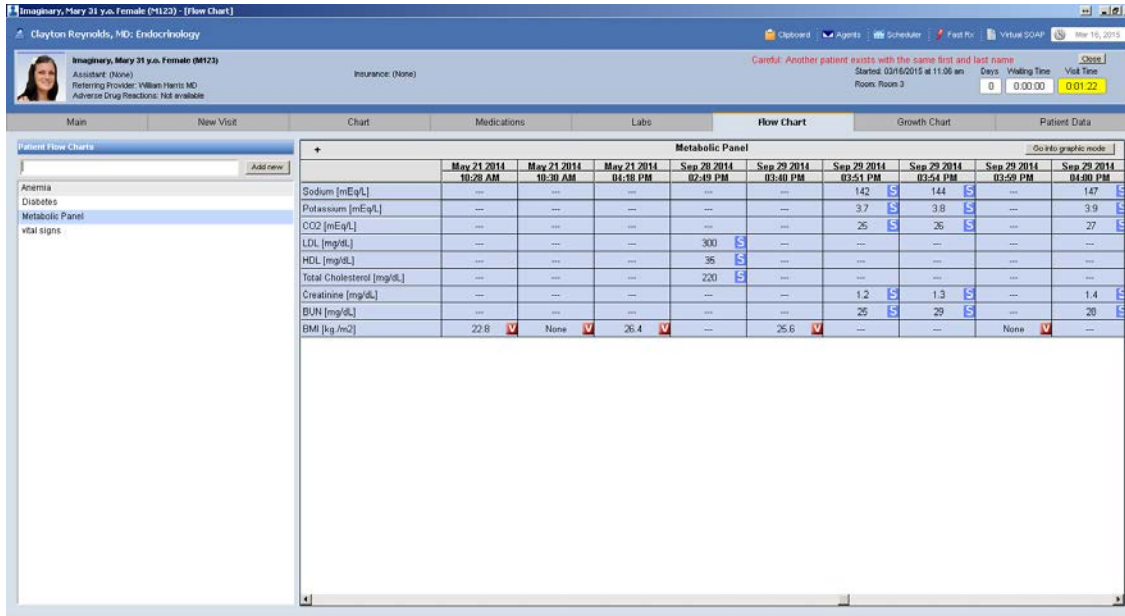 Imaginary, Mary 31 y.o. Female (M123) - [Flow Chart]
Clayton Reynolds, MD: Endocrinology
Clipboard Agents Scheduler Fast Rx Virtual SOAP Mar 16, 2015
Imaginary, Mary 31 y.o. Female (M123)
Assistant: (None)
Referring Provider: William Harris MD
Adverse Drug Reactions: Not available
Insurance: (None)
Careful: Another patient exists with the same first and last name
Started: 03/16/2015 at 11:06 am
Room: Room 3
Close
Days Waiting Time Visit Time
0 0:00:00 0:01:22
Main New Visit Chart Medications Labs Flow Chart Growth Chart Patient Data
Patient Flow Charts
Add new
Anemia
Diabetes
Metabolic Panel
vital signs
+ Metabolic Panel Go into graphic mode
May 21 2014 May 21 2014 May 21 2014 Sep 28 2014 Sep 29 2014 Sep 29 2014 Sep 29 2014 Sep 29 2014 Sep 29 2014
10:28 AM 10:30 AM 04:18 PM 02:49 PM 03:40 PM 03:51 PM 03:54 PM 03:59 PM 04:00 PM
Sodium [mEq/L] --- --- --- --- --- 142 S 144 S --- 147 S
Potassium [mEq/L] --- --- --- --- --- 3.7 S 3.8 S --- 3.9 S
CO2 [mEq/L] --- --- --- --- --- 25 S 26 S --- 27 S
LDL [mg/dL] --- --- --- 300 S --- --- --- --- ---
HDL [mg/dL] --- --- --- 35 S --- --- --- --- ---
Total Cholesterol [mg/dL] --- --- --- 220 S --- --- --- --- ---
Creatinine [mg/dL] --- --- --- --- --- 1.2 S 1.3 S --- 1.4 S
BUN [mg/dL] --- --- --- --- --- 25 S 29 S --- 28 S
BMI [kg./m2] 22.8 V None V 26.4 V --- 25.6 V --- --- None V ---